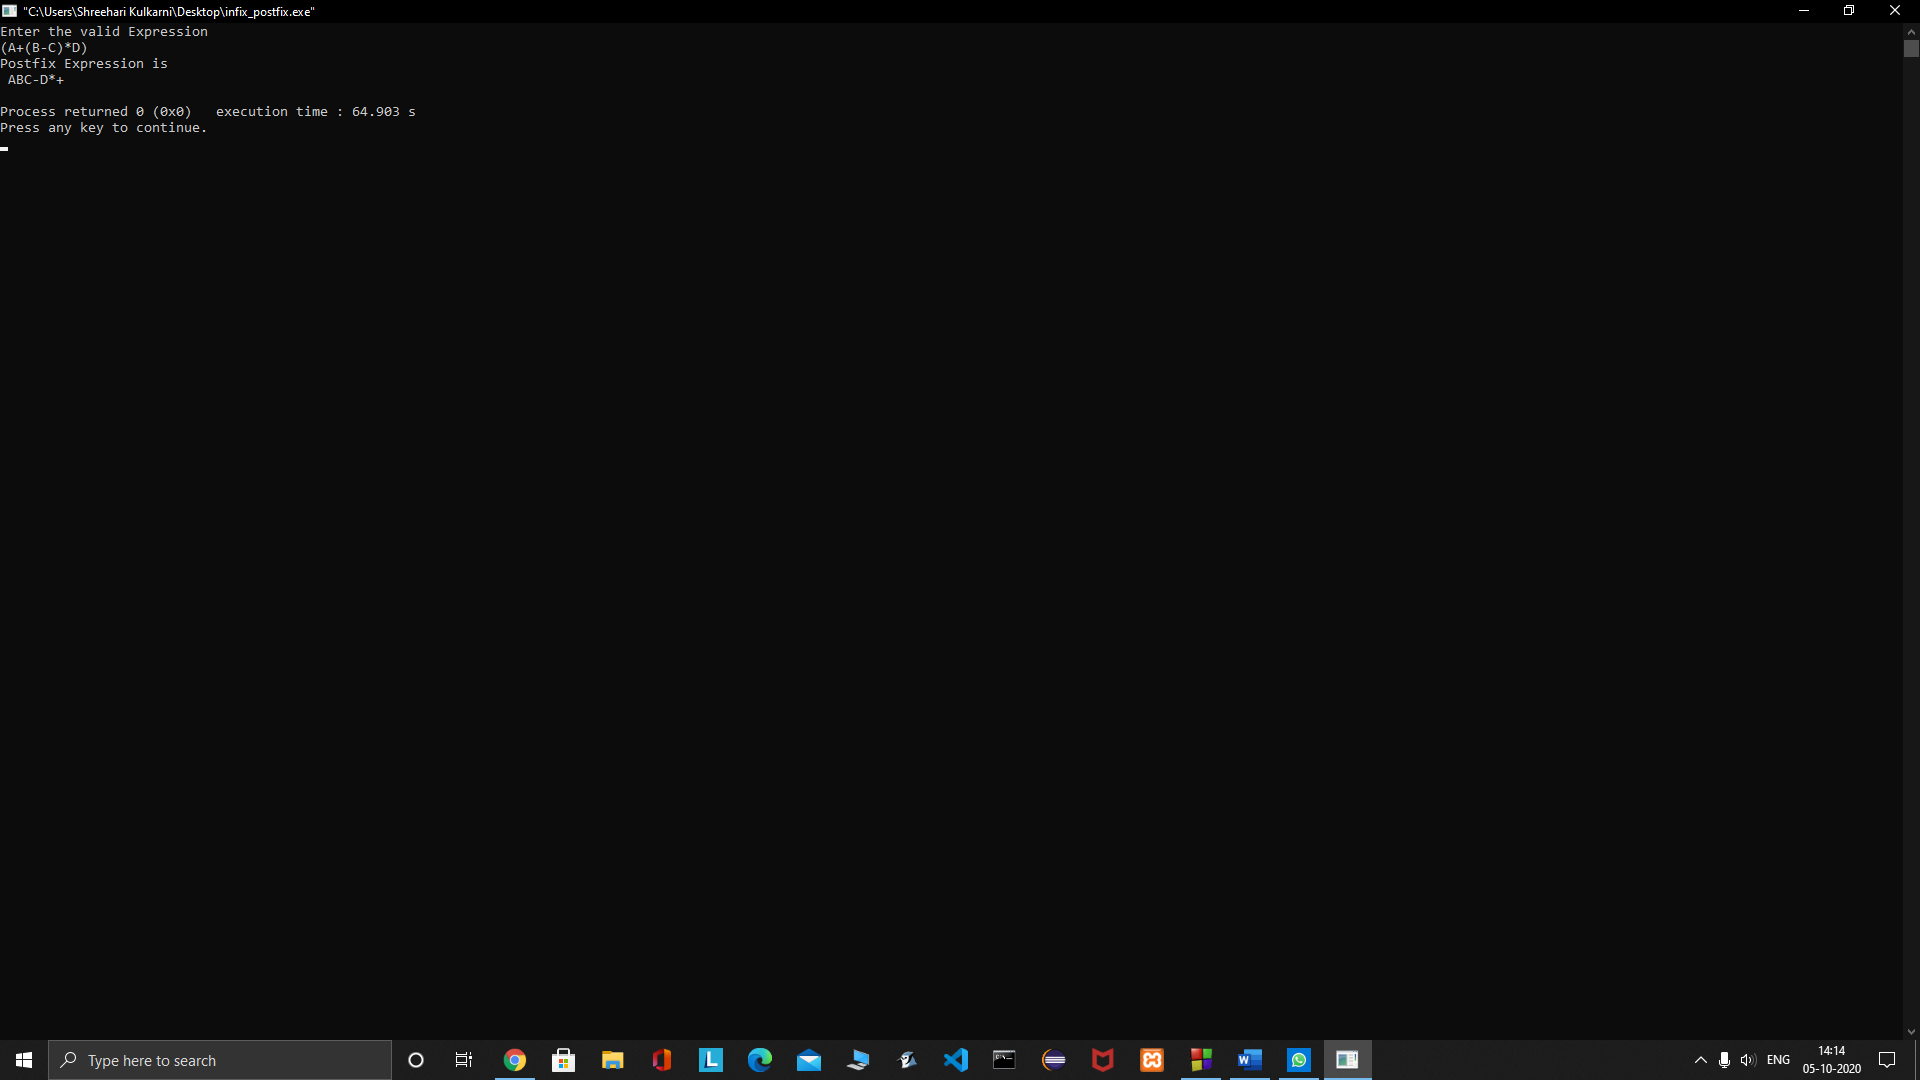 "C:\Users\Shreehari Kulkarni\Desktop\infix_postfix.exe"
Enter the valid Expression
(A+(B-C)*D)
Postfix Expression is
 ABC-D*+
Process returned 0 (0x0)   execution time : 64.903 s
Press any key to continue.
Type here to search
L
C:\_
W
ENG
14:14
05-10-2020